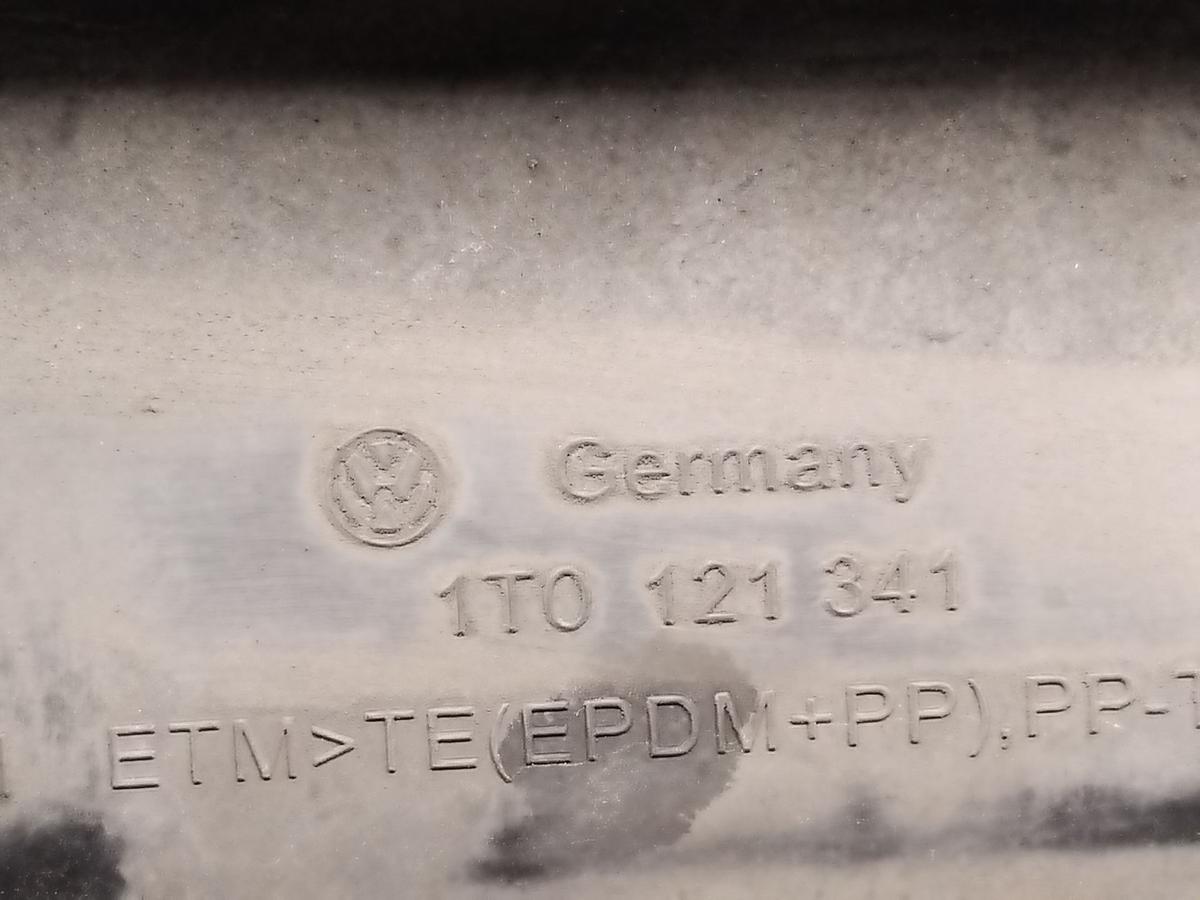 Germany
1T0 121 341
ETM>TE(EPDM+PP),PP-T